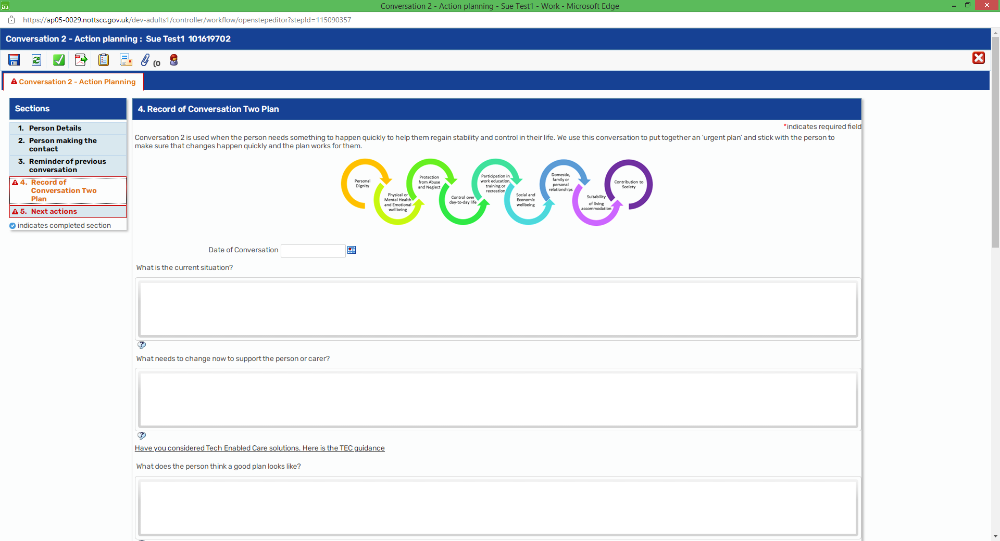 Conversation 2 - Action planning - Sue Test1 - Work - Microsoft Edge
https://ap05-0029.nottscc.gov.uk/dev-adults1/controller/workflow/openstepeditor?stepId=115090357
Conversation 2 - Action planning : Sue Test1 101619702
(0
Conversation 2 - Action Planning
Sections
1. Person Details
2. Person making the
contact
3. Reminder of previous
conversation
4. Record of
Conversation Two
Plan
5. Next actions
indicates completed section
4. Record of Conversation Two Plan
*indicates required field
Conversation 2 is used when the person needs something to happen quickly to help them regain stability and control in their life. We use this conversation to put together an ‘urgent plan’ and stick with the person to
make sure that changes happen quickly and the plan works for them.
Personal
Dignity
Physical or
Mental Health
and Emotional
wellbeing
Protection
from Abuse
and Neglect
Control over
day-to-day life
Participation in
work education,
training or
recreation
Social and
Economic
wellbeing
Domestic,
family or
personal
relationships
Suitability
of living
accommodation
Contribution to
Society
Date of Conversation
What is the current situation?
What needs to change now to support the person or carer?
Have you considered Tech Enabled Care solutions. Here is the TEC guidance
What does the person think a good plan looks like?